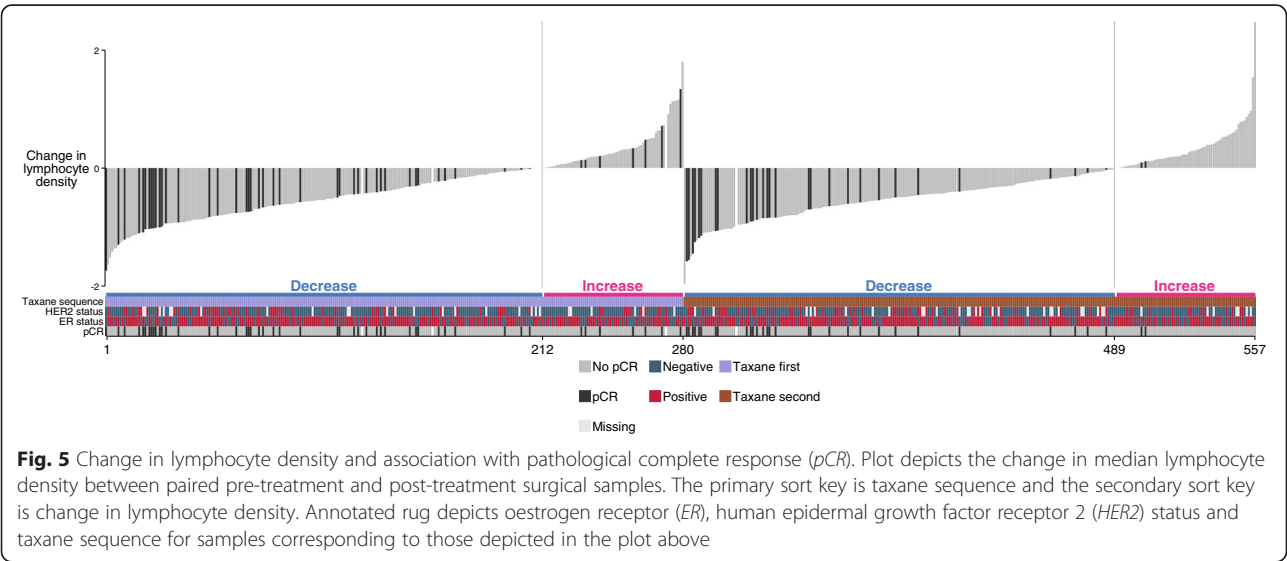 2
Change in
lymphocyte
density
0
-2
Decrease Increase Decrease Increase
Taxane sequence
HER2 status
ER status
pCR
1 212 280 489 557
No pCR Negative Taxane first
pCR Positive Taxane second
Missing
Fig. 5 Change in lymphocyte density and association with pathological complete response (pCR). Plot depicts the change in median lymphocyte
density between paired pre-treatment and post-treatment surgical samples. The primary sort key is taxane sequence and the secondary sort key
is change in lymphocyte density. Annotated rug depicts oestrogen receptor (ER), human epidermal growth factor receptor 2 (HER2) status and
taxane sequence for samples corresponding to those depicted in the plot above